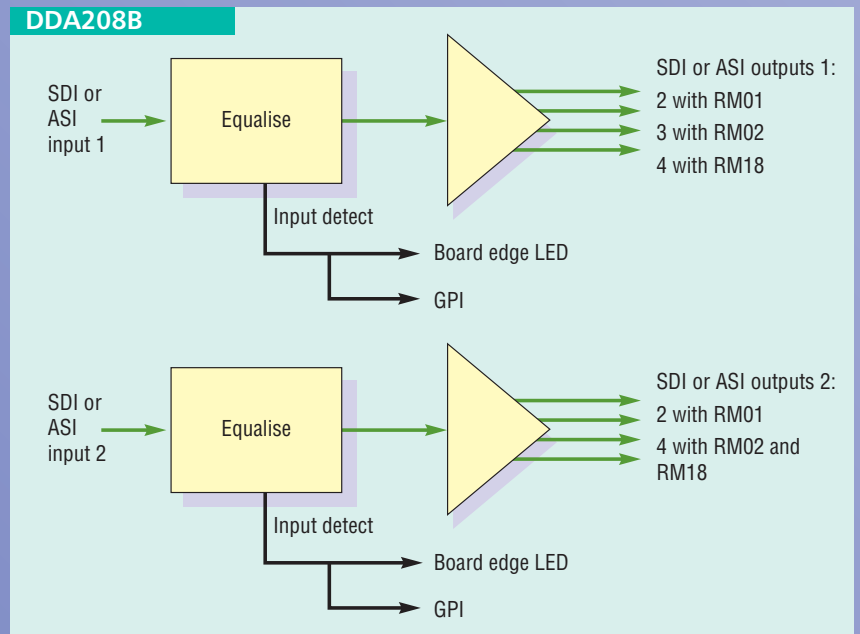 DDA208B
SDI or
ASI
input 1
Equalise
SDI or ASI outputs 1:
2 with RM01
3 with RM02
4 with RM18
Input detect
Board edge LED
GPI
SDI or
ASI
input 2
Equalise
SDI or ASI outputs 2:
2 with RM01
4 with RM02 and
RM18
Input detect
Board edge LED
GPI